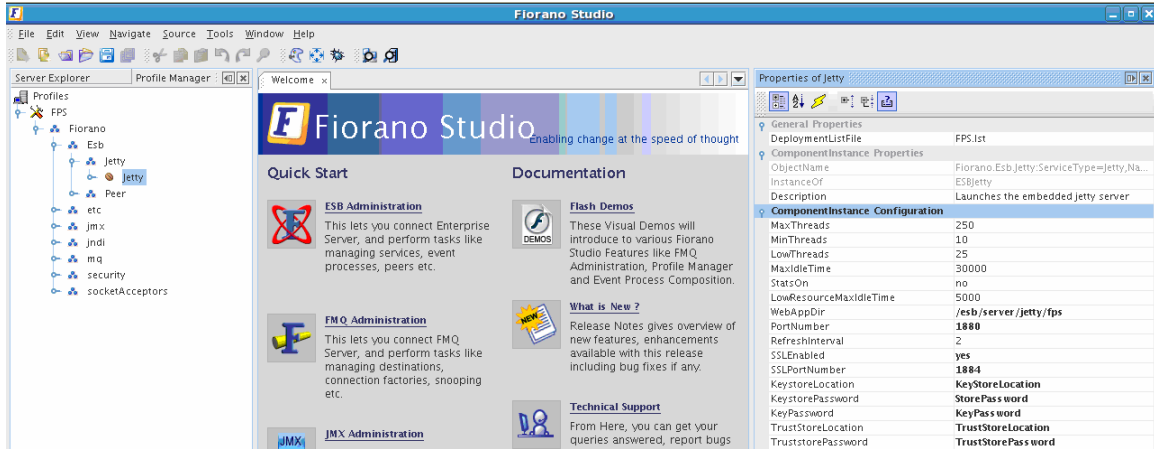 Fiorano Studio
File Edit View Navigate Source Tools Window Help
Server Explorer Profile Manager
Profiles
FPS
Fiorano
Esb
Jetty
Jetty
Peer
etc
jmx
jndi
mq
security
socketAcceptors
Welcome
Fiorano Studio
Enabling change at the speed of thought
Quick Start
ESB Administration
This lets you connect Enterprise
Server, and perform tasks like
managing services, event
processes, peers etc.
FMQ Administration
This lets you connect FMQ
Server, and perform tasks like
managing destinations,
connection factories, snooping
etc.
JMX
JMX Administration
Documentation
DEMOS
Flash Demos
These Visual Demos will
introduce to various Fiorano
Studio Features like FMQ
Administration, Profile Manager
and Event Process Composition.
NEW
What is New ?
Release Notes gives overview of
new features, enhancements
available with this release
including bug fixes if any.
Technical Support
From Here, you can get your
queries answered, report bugs
Properties of Jetty
General Properties
DeploymentListFile FPS.lst
ComponentInstance Properties
ObjectName Fiorano.Esb.Jetty:ServiceType=Jetty,Na...
InstanceOf ESBJetty
Description Launches the embedded jetty server
ComponentInstance Configuration
MaxThreads 250
MinThreads 10
LowThreads 25
MaxIdleTime 30000
StatsOn no
LowResourceMaxIdleTime 5000
WebAppDir /esb/server/jetty/fps
PortNumber 1880
RefreshInterval 2
SSLEnabled yes
SSLPortNumber 1884
KeystoreLocation KeyStoreLocation
KeystorePassword StorePassword
KeyPassword KeyPassword
TrustStoreLocation TrustStoreLocation
TruststorePassword TrustStorePassword